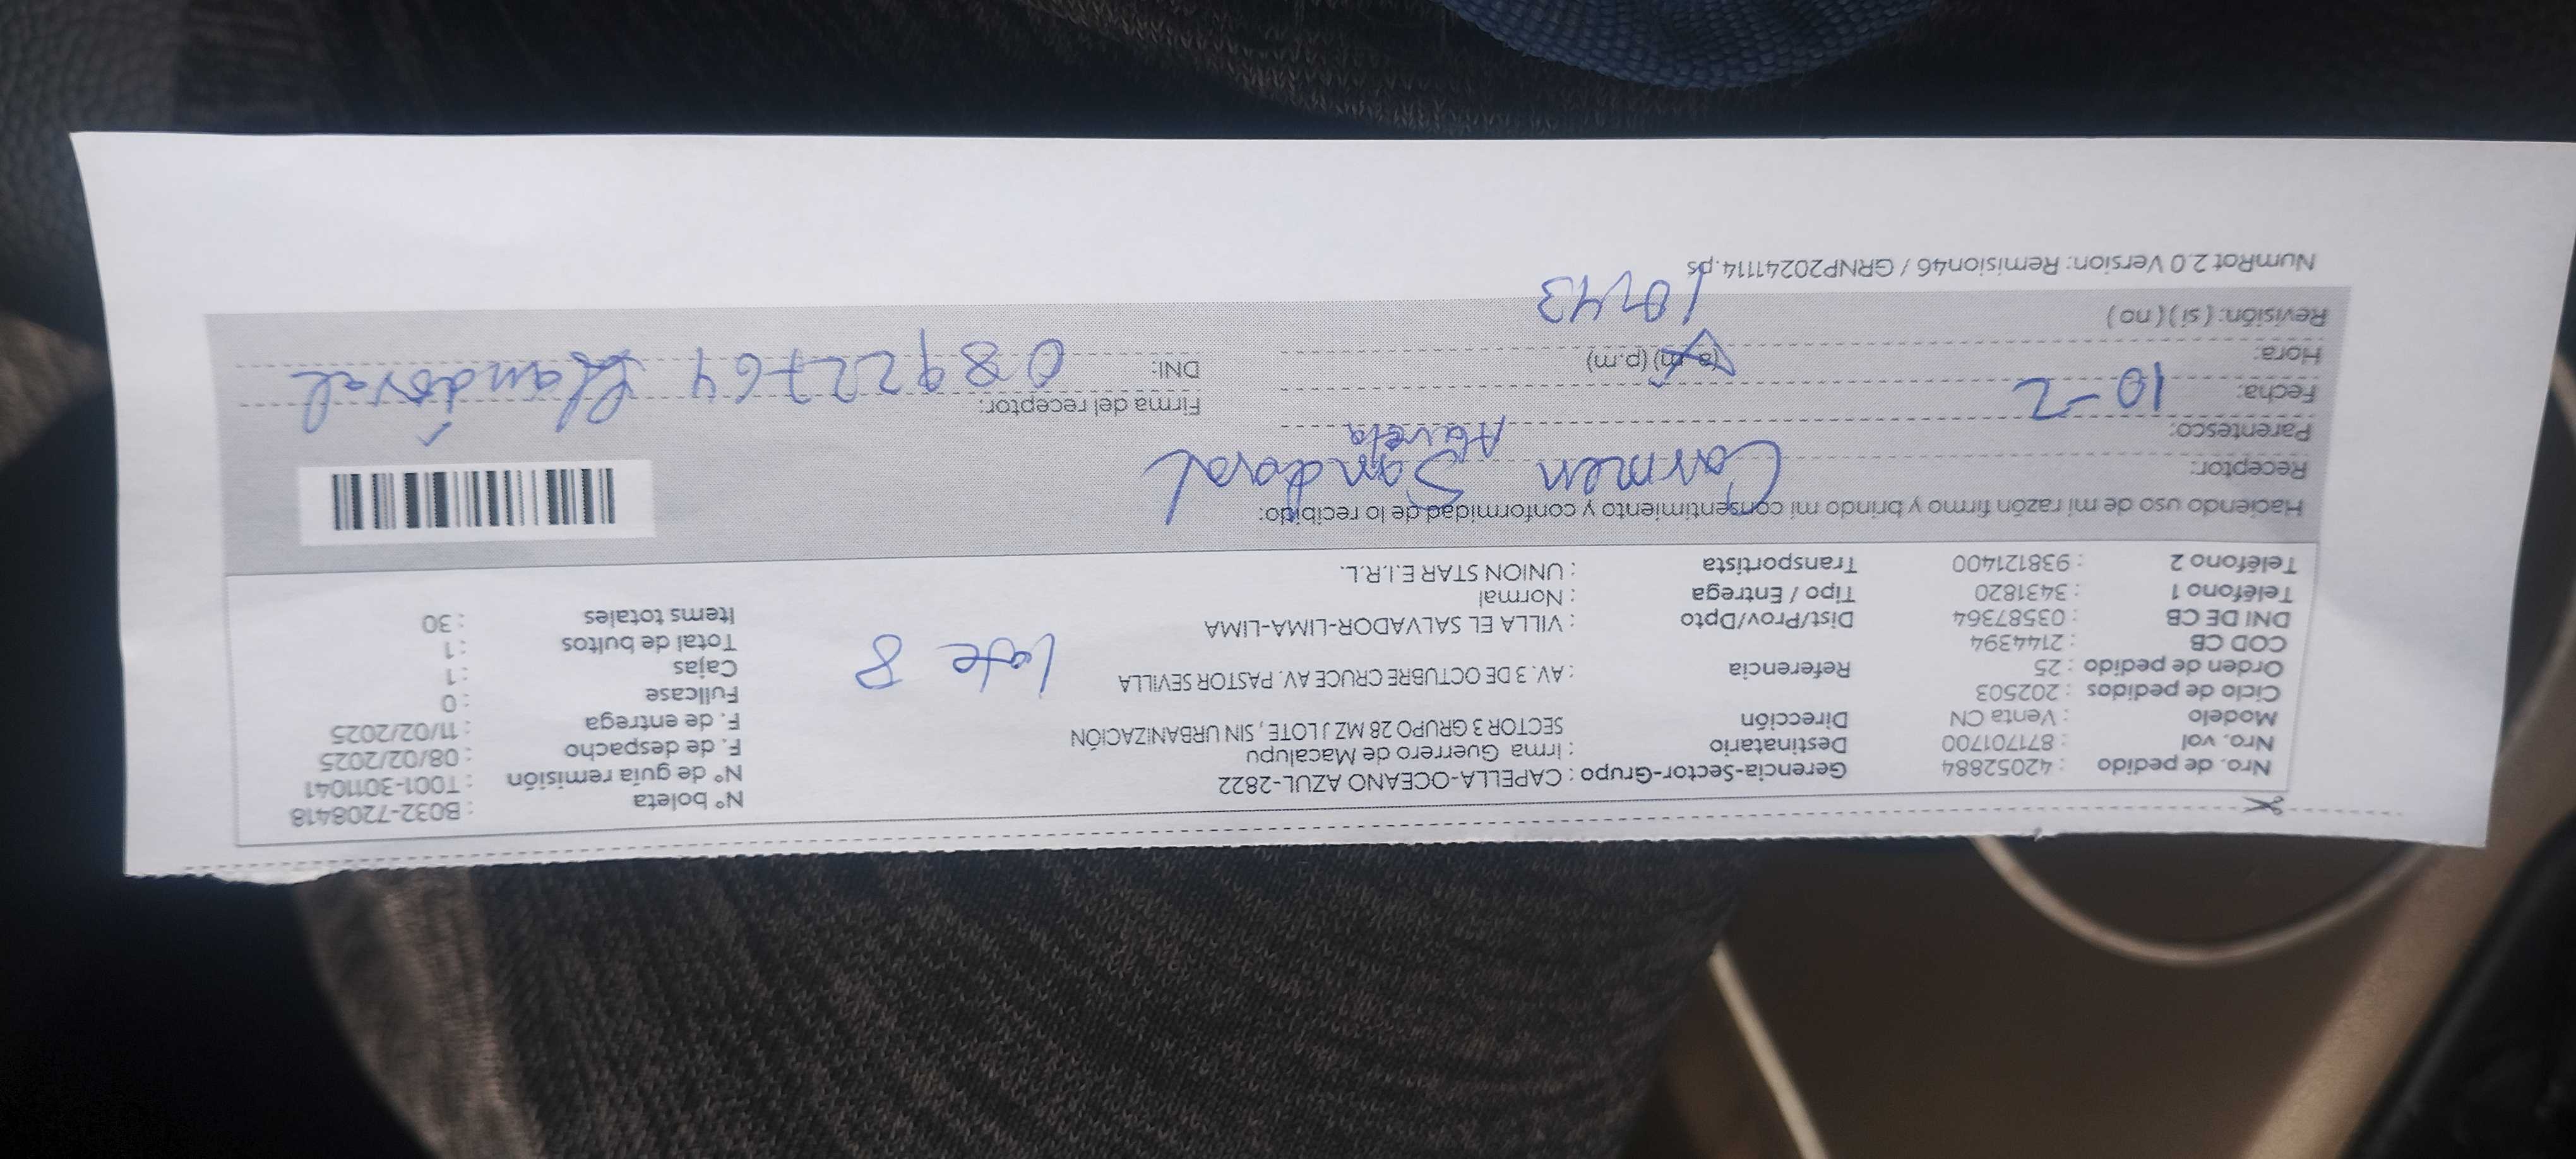 Nro. de pedido : 42052884 Gerencia-Sector-Grupo : CAPELLA-OCEANO AZUL-2822 N° boleta : B032-7208418
Nro. vol : 871701700 Destinatario : Irma Guerrero de Macalupu N° de guía remisión : T001-3011041
Modelo : Venta CN Dirección SECTOR 3 GRUPO 28 MZ J LOTE , SIN URBANIZACIÓN F. de despacho : 08/02/2025
Ciclo de pedidos : 202503 F. de entrega : 11/02/2025
Orden de pedido : 25 Referencia : AV. 3 DE OCTUBRE CRUCE AV. PASTOR SEVILLA Lote 8 Fullcase : 0
COD CB : 2144394 Cajas : 1
DNI DE CB : 03587364 Dist/Prov/Dpto : VILLA EL SALVADOR-LIMA-LIMA Total de bultos : 1
Teléfono 1 : 3431820 Tipo / Entrega : Normal Items totales : 30
Teléfono 2 : 938121400 Transportista : UNION STAR E.I.R.L.
Haciendo uso de mi razón firmo y brindo mi consentimiento y conformidad de lo recibido:
Receptor: Carmen Sandoval
Parentesco:
Fecha: 10-2 Firma del receptor: Sandoval
Hora: (a.m) (p.m) 10:43 DNI: 08922764
Revisión: ( si ) ( no )
NumRot 2.0 Version: Remision46 / GRNP20241114.ps